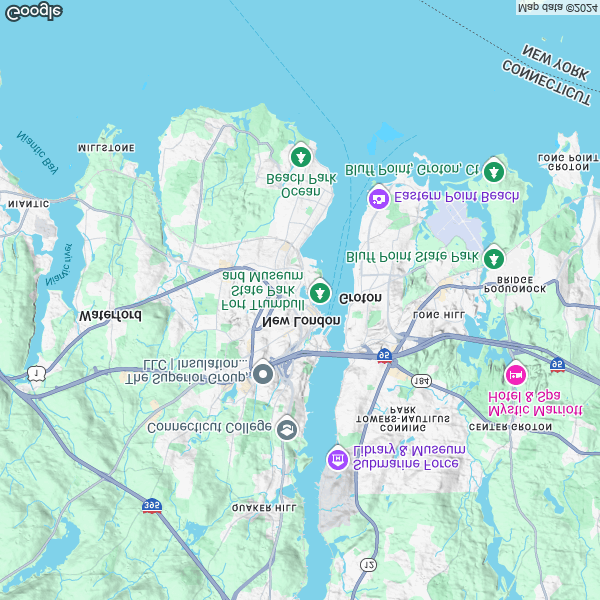 Google
Map data ©2024
NEW YORK
CONNECTICUT
Niantic Bay
MILLSTONE
Ocean
Beach Park
Bluff Point, Groton, Ct
LONG POINT
GROTON
Eastern Point Beach
NIANTIC
Niantic River
Bluff Point State Park
Fort Trumbull
State Park
and Museum
POQUONOCK
BRIDGE
Groton
Waterford
New London
LONG HILL
The Superior Group,
LLC | Insulation...
95
95
1
184
Mystic Marriott
Hotel & Spa
CONNING
TOWERS-NAUTILUS
PARK
Connecticut College
CENTER GROTON
Submarine Force
Library & Museum
395
QUAKER HILL
12
12